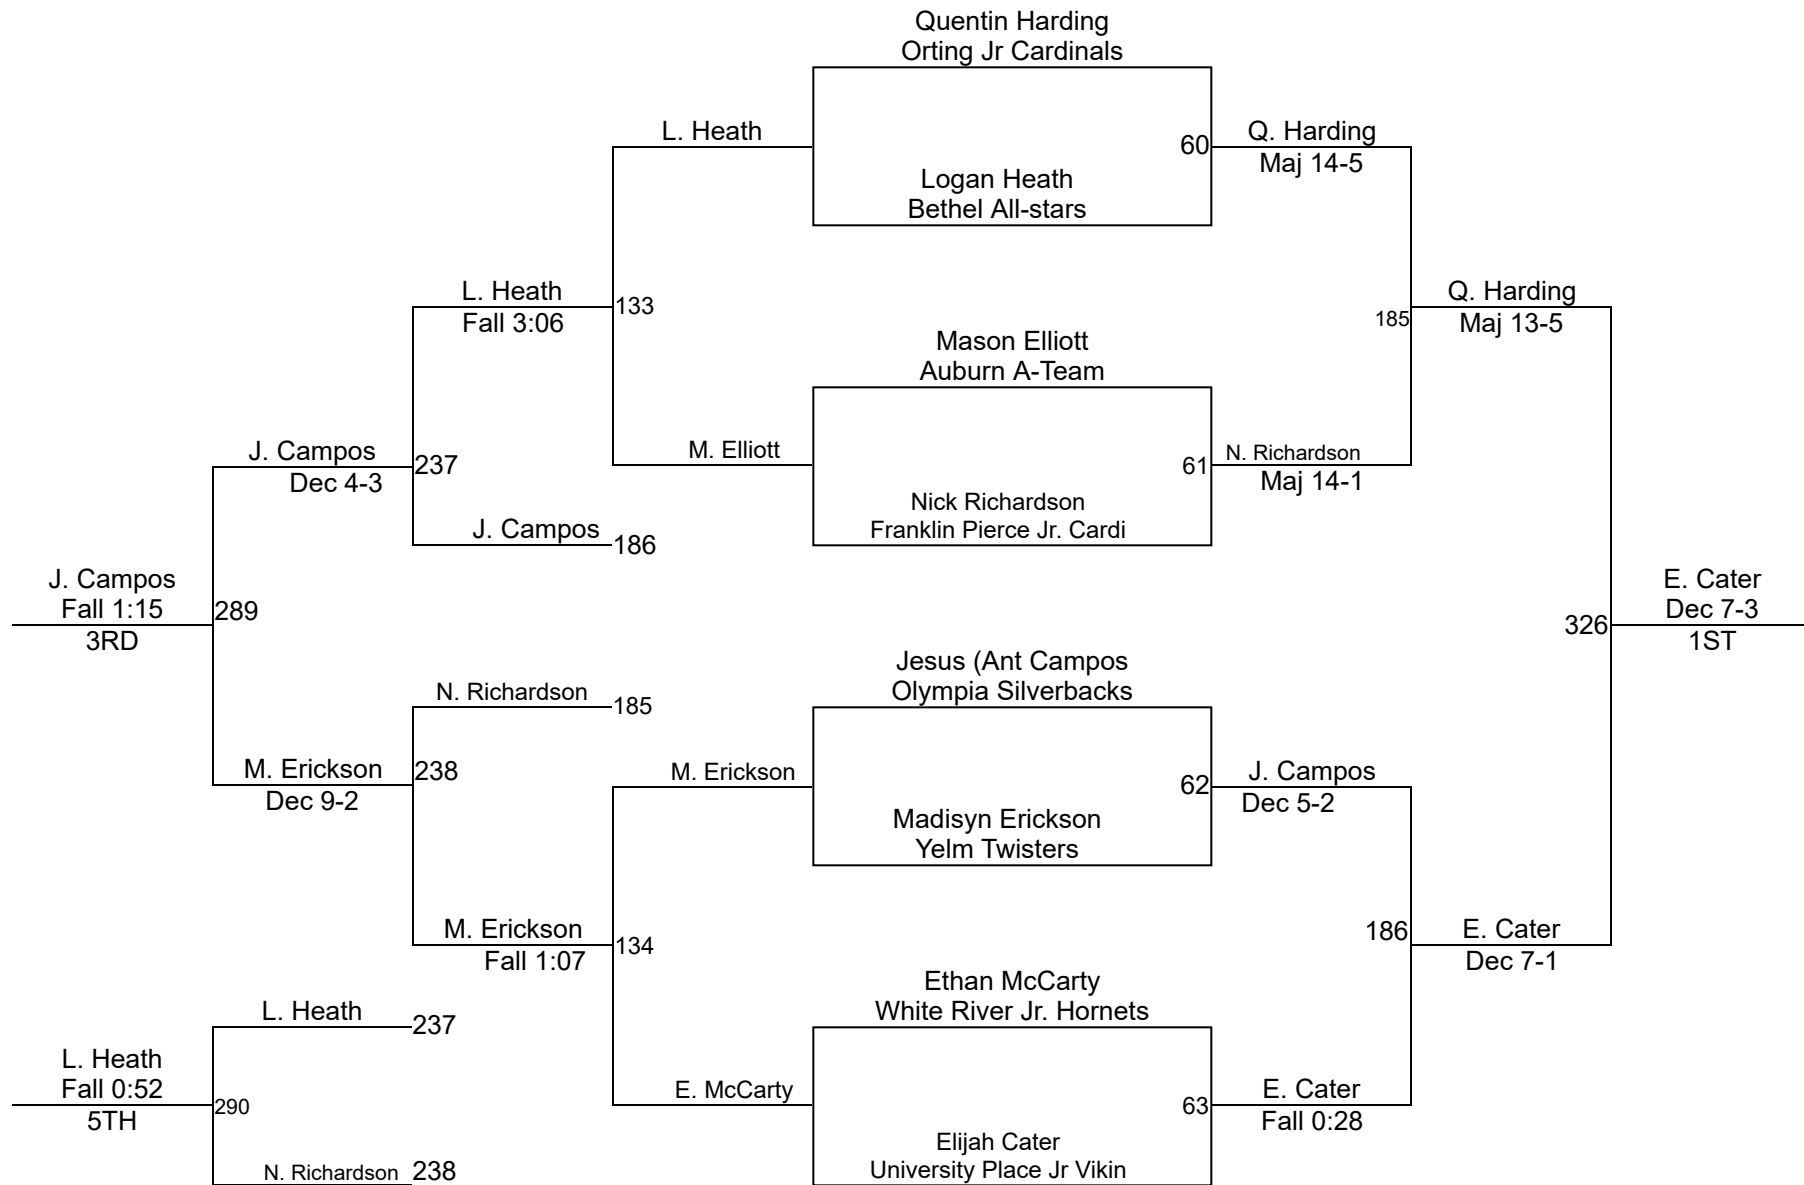 Quentin Harding
Orting Jr Cardinals
L. Heath
60
Q. Harding
Maj 14-5
Logan Heath
Bethel All-stars
L. Heath
Fall 3:06
133
185
Q. Harding
Maj 13-5
Mason Elliott
Auburn A-Team
J. Campos
Dec 4-3
237
M. Elliott
61
N. Richardson
Maj 14-1
Nick Richardson
Franklin Pierce Jr. Cardi
J. Campos
186
J. Campos
Fall 1:15
3RD
289
326
E. Cater
Dec 7-3
1ST
Jesus (Ant Campos
Olympia Silverbacks
N. Richardson
185
M. Erickson
Dec 9-2
238
M. Erickson
62
J. Campos
Dec 5-2
Madisyn Erickson
Yelm Twisters
M. Erickson
Fall 1:07
134
186
E. Cater
Dec 7-1
Ethan McCarty
White River Jr. Hornets
L. Heath
237
L. Heath
Fall 0:52
5TH
290
E. McCarty
63
E. Cater
Fall 0:28
Elijah Cater
University Place Jr Vikin
N. Richardson
238